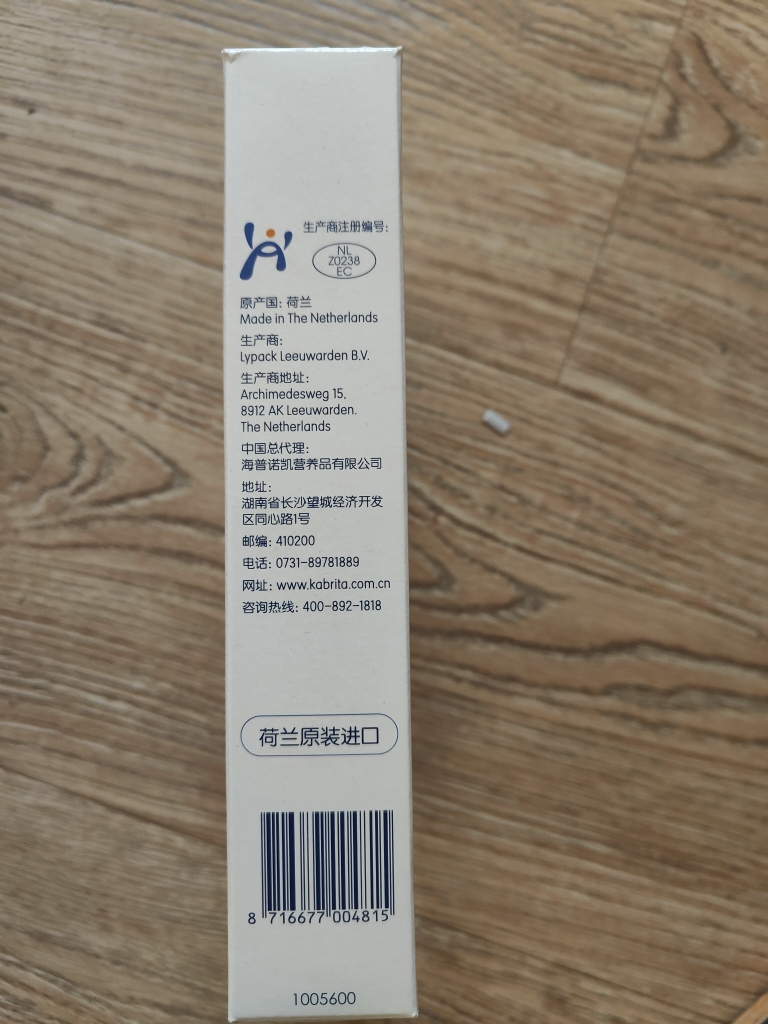 生产商注册编号:
NL
Z0238
EC
原产国: 荷兰
Made in The Netherlands
生产商:
Lypack Leeuwarden B.V.
生产商地址:
Archimedesweg 15,
8912 AK Leeuwarden.
The Netherlands
中国总代理:
海普诺凯营养品有限公司
地址:
湖南省长沙望城经济开发
区同心路1号
邮编: 410200
电话: 0731-89781889
网址: www.kabrita.com.cn
咨询热线: 400-892-1818
荷兰原装进口
8 716677 004815
1005600